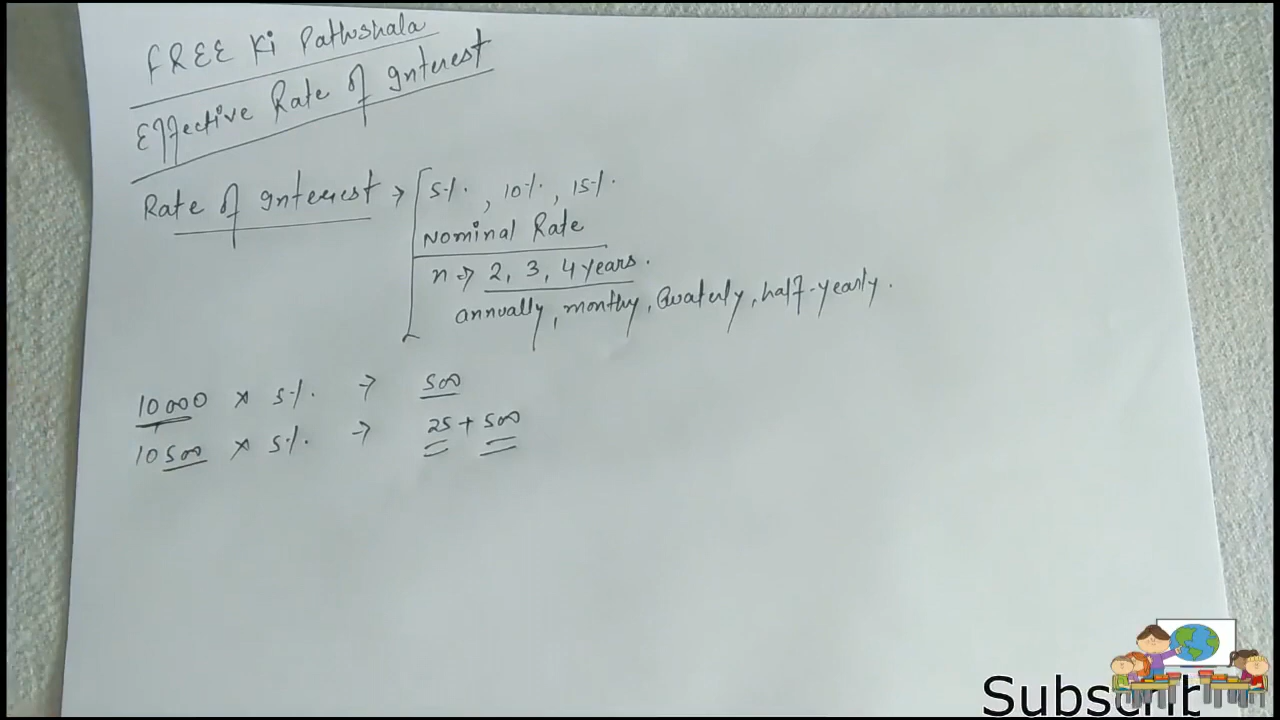 FREE Ki Pathshala
Effective Rate of Interest
Rate of Interest → 5%, 10%, 15%.
Nominal Rate
n → 2, 3, 4 years.
annually, monthly, Quaterly, half-yearly.
10000 × 5% → 500
10500 × 5% → 25 + 500
Subscrib